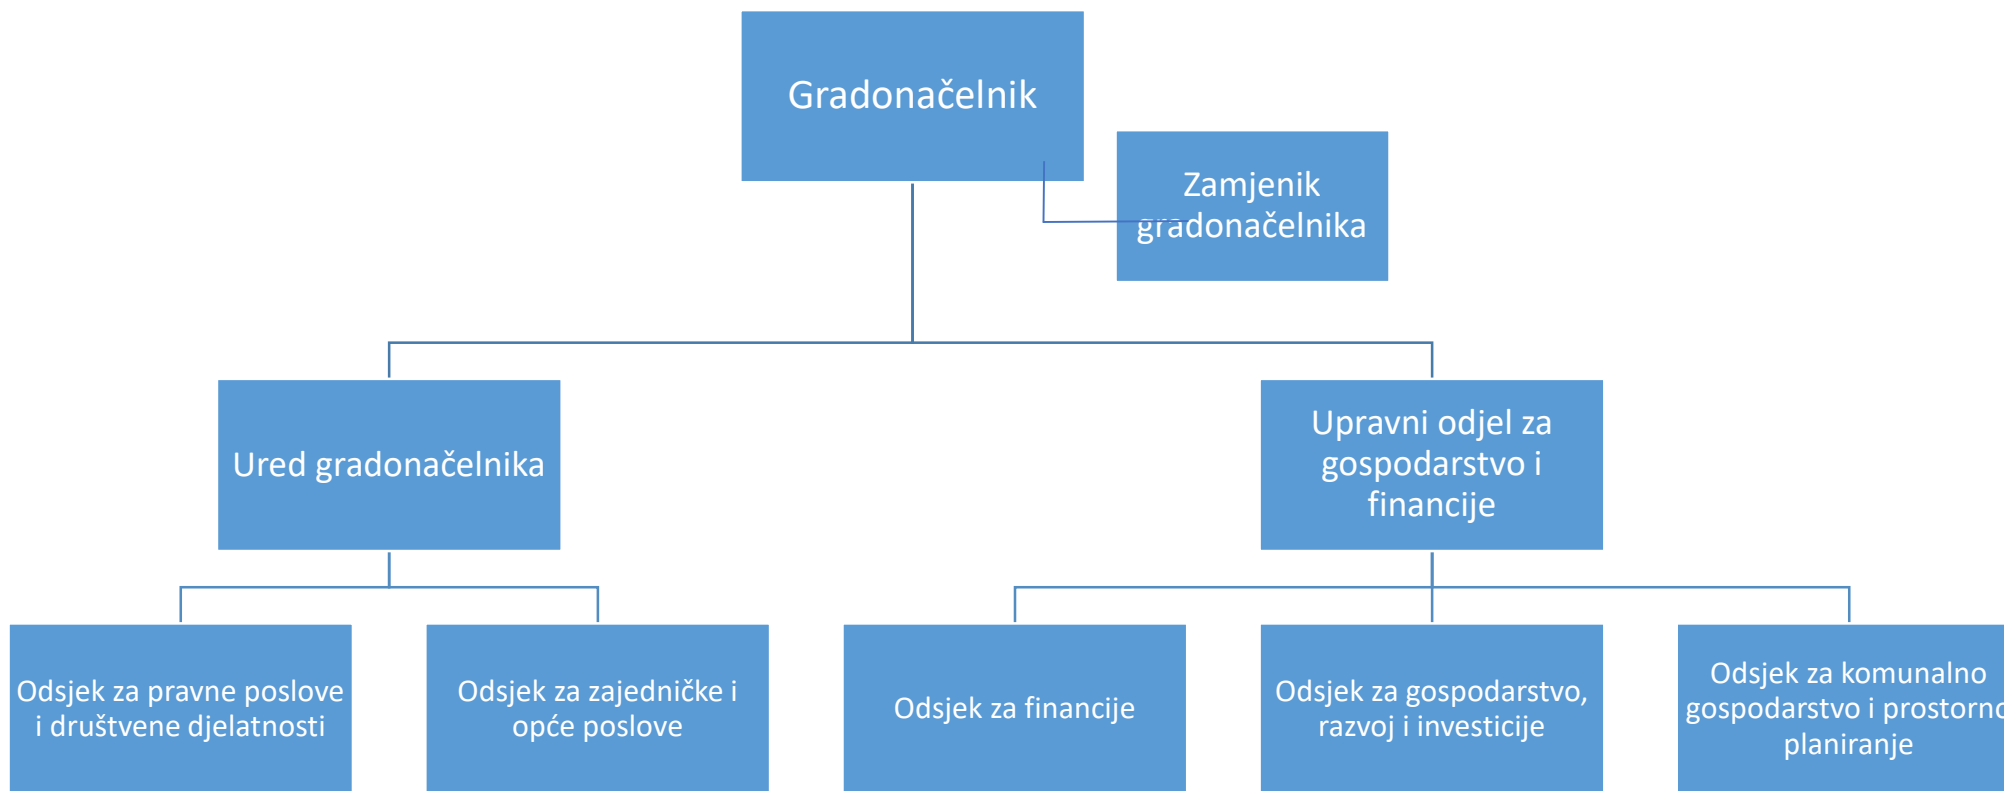 Gradonačelnik
Zamjenik
gradonačelnika
Ured gradonačelnika
Upravni odjel za
gospodarstvo i
financije
Odsjek za pravne poslove
i društvene djelatnosti
Odsjek za zajedničke i
opće poslove
Odsjek za financije
Odsjek za gospodarstvo,
razvoj i investicije
Odsjek za komunalno
gospodarstvo i prostorno
planiranje